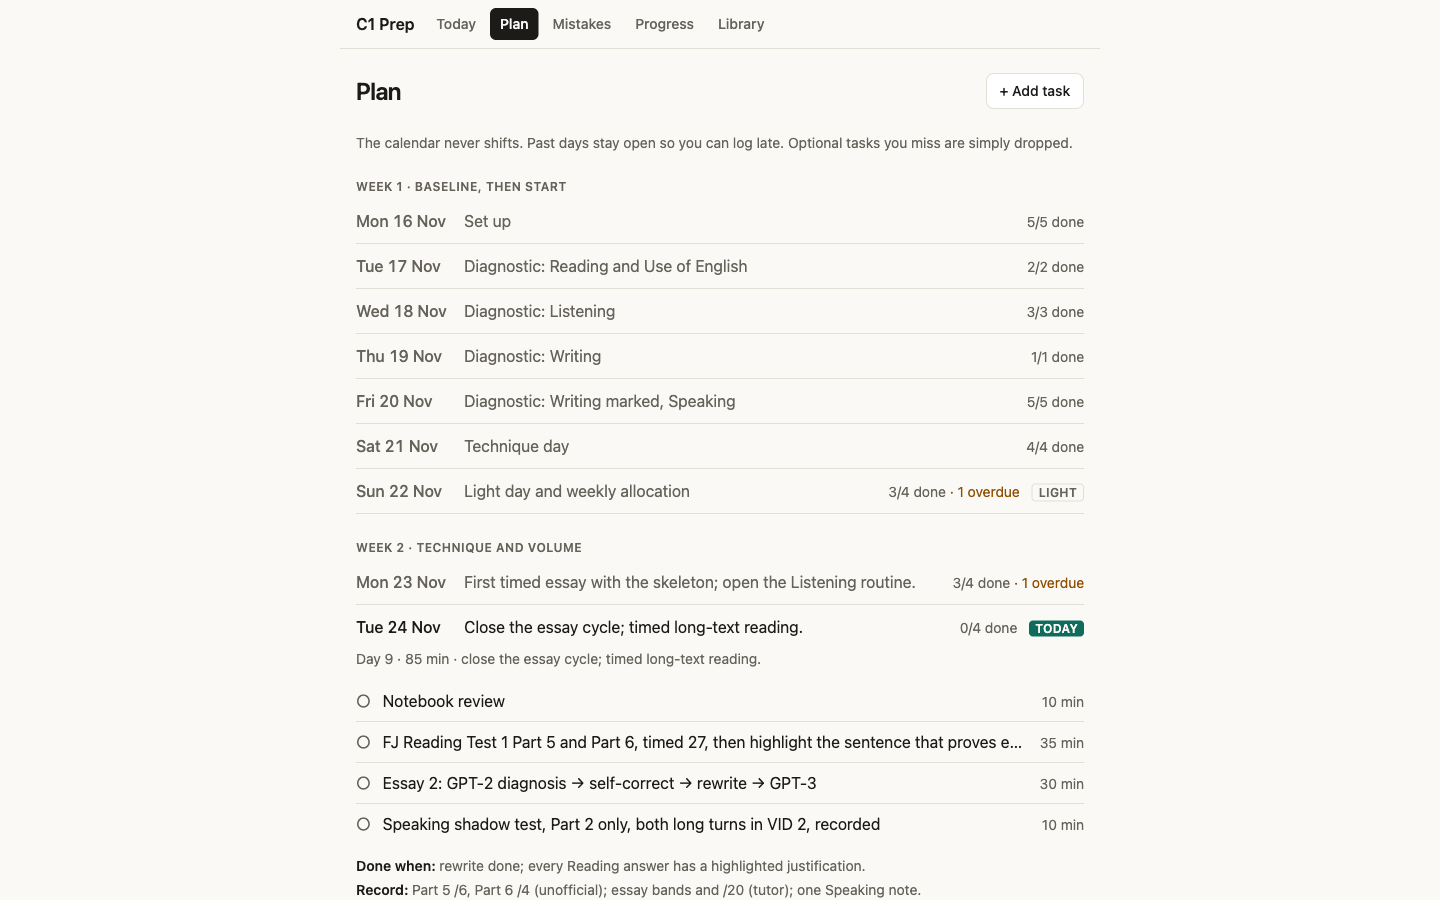 C1 Prep Today Plan Mistakes Progress Library
Plan
+ Add task
The calendar never shifts. Past days stay open so you can log late. Optional tasks you miss are simply dropped.
WEEK 1 · BASELINE, THEN START
Mon 16 Nov Set up 5/5 done
Tue 17 Nov Diagnostic: Reading and Use of English 2/2 done
Wed 18 Nov Diagnostic: Listening 3/3 done
Thu 19 Nov Diagnostic: Writing 1/1 done
Fri 20 Nov Diagnostic: Writing marked, Speaking 5/5 done
Sat 21 Nov Technique day 4/4 done
Sun 22 Nov Light day and weekly allocation 3/4 done · 1 overdue LIGHT
WEEK 2 · TECHNIQUE AND VOLUME
Mon 23 Nov First timed essay with the skeleton; open the Listening routine. 3/4 done · 1 overdue
Tue 24 Nov Close the essay cycle; timed long-text reading. 0/4 done TODAY
Day 9 · 85 min · close the essay cycle; timed long-text reading.
Notebook review 10 min
FJ Reading Test 1 Part 5 and Part 6, timed 27, then highlight the sentence that proves e... 35 min
Essay 2: GPT-2 diagnosis → self-correct → rewrite → GPT-3 30 min
Speaking shadow test, Part 2 only, both long turns in VID 2, recorded 10 min
Done when: rewrite done; every Reading answer has a highlighted justification.
Record: Part 5 /6, Part 6 /4 (unofficial); essay bands and /20 (tutor); one Speaking note.